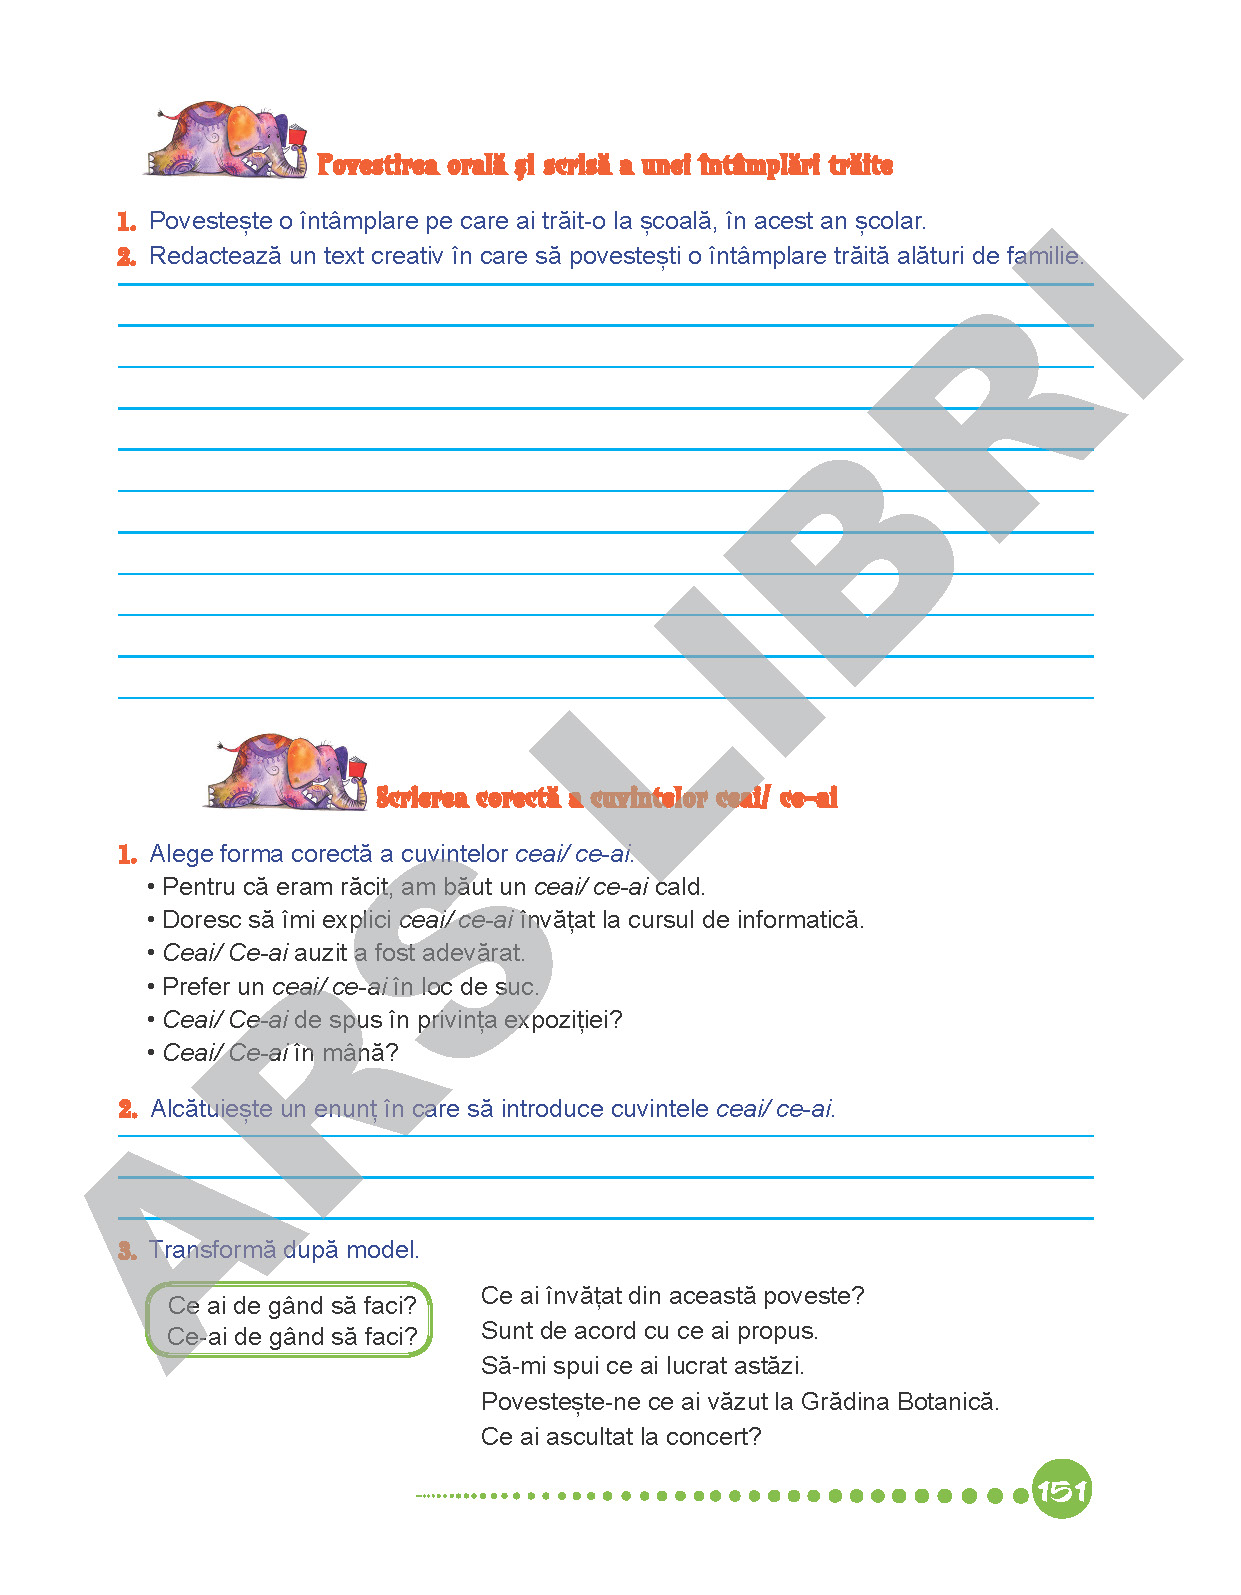 Povestirea orală și scrisă a unei întâmplări trăite
1. Povestește o întâmplare pe care ai trăit-o la școală, în acest an școlar.
2. Redactează un text creativ în care să povestești o întâmplare trăită alături de familie.
Scrierea corectă a cuvintelor ceai/ ce-ai
1. Alege forma corectă a cuvintelor ceai/ ce-ai.
• Pentru că eram răcit, am băut un ceai/ ce-ai cald.
• Doresc să îmi explici ceai/ ce-ai învățat la cursul de informatică.
• Ceai/ Ce-ai auzit a fost adevărat.
• Prefer un ceai/ ce-ai în loc de suc.
• Ceai/ Ce-ai de spus în privința expoziției?
• Ceai/ Ce-ai în mână?
2. Alcătuiește un enunț în care să introduce cuvintele ceai/ ce-ai.
3. Transformă după model.
Ce ai de gând să faci?
Ce-ai de gând să faci?
Ce ai învățat din această poveste?
Sunt de acord cu ce ai propus.
Să-mi spui ce ai lucrat astăzi.
Povestește-ne ce ai văzut la Grădina Botanică.
Ce ai ascultat la concert?
151
ARS LIBRI